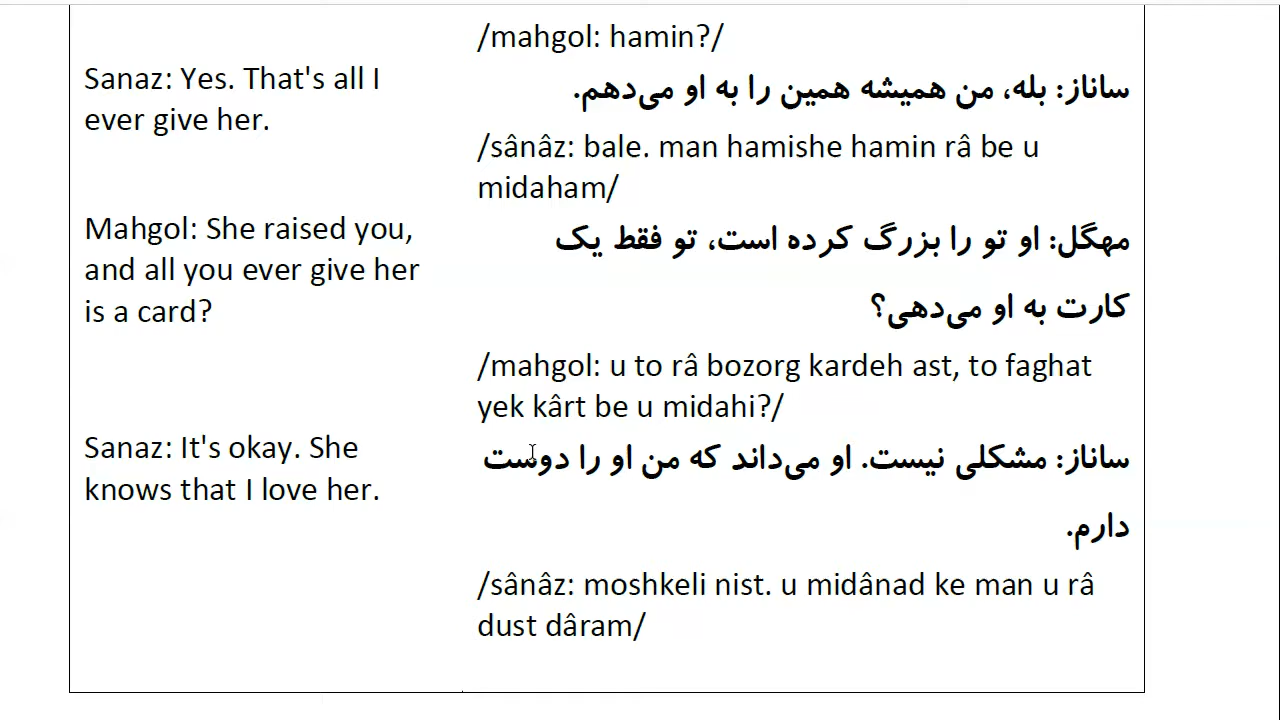 /mahgol: hamin?/
Sanaz: Yes. That's all I
ever give her.
ساناز: بله، من همیشه همین را به او می‌دهم.
/sânâz: bale. man hamishe hamin râ be u
midaham/
Mahgol: She raised you,
and all you ever give her
is a card?
مهگل: او تو را بزرگ کرده است، تو فقط یک
کارت به او می‌دهی؟
/mahgol: u to râ bozorg kardeh ast, to faghat
yek kârt be u midahi?/
Sanaz: It's okay. She
knows that I love her.
ساناز: مشکلی نیست. او می‌داند که من او را دوست
دارم.
/sânâz: moshkeli nist. u midânad ke man u râ
dust dâram/